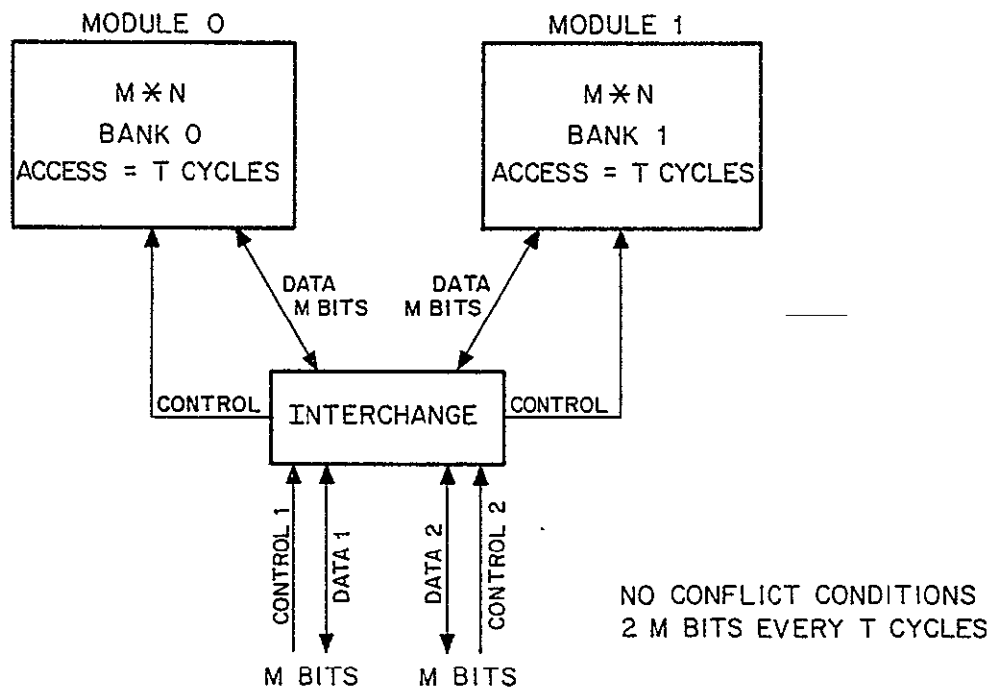 MODULE 0
MODULE 1
M*N
BANK 0
ACCESS = T CYCLES
M*N
BANK 1
ACCESS = T CYCLES
DATA
M BITS
DATA
M BITS
CONTROL
INTERCHANGE
CONTROL
CONTROL 1
DATA 1
DATA 2
CONTROL 2
M BITS
M BITS
NO CONFLICT CONDITIONS
2 M BITS EVERY T CYCLES